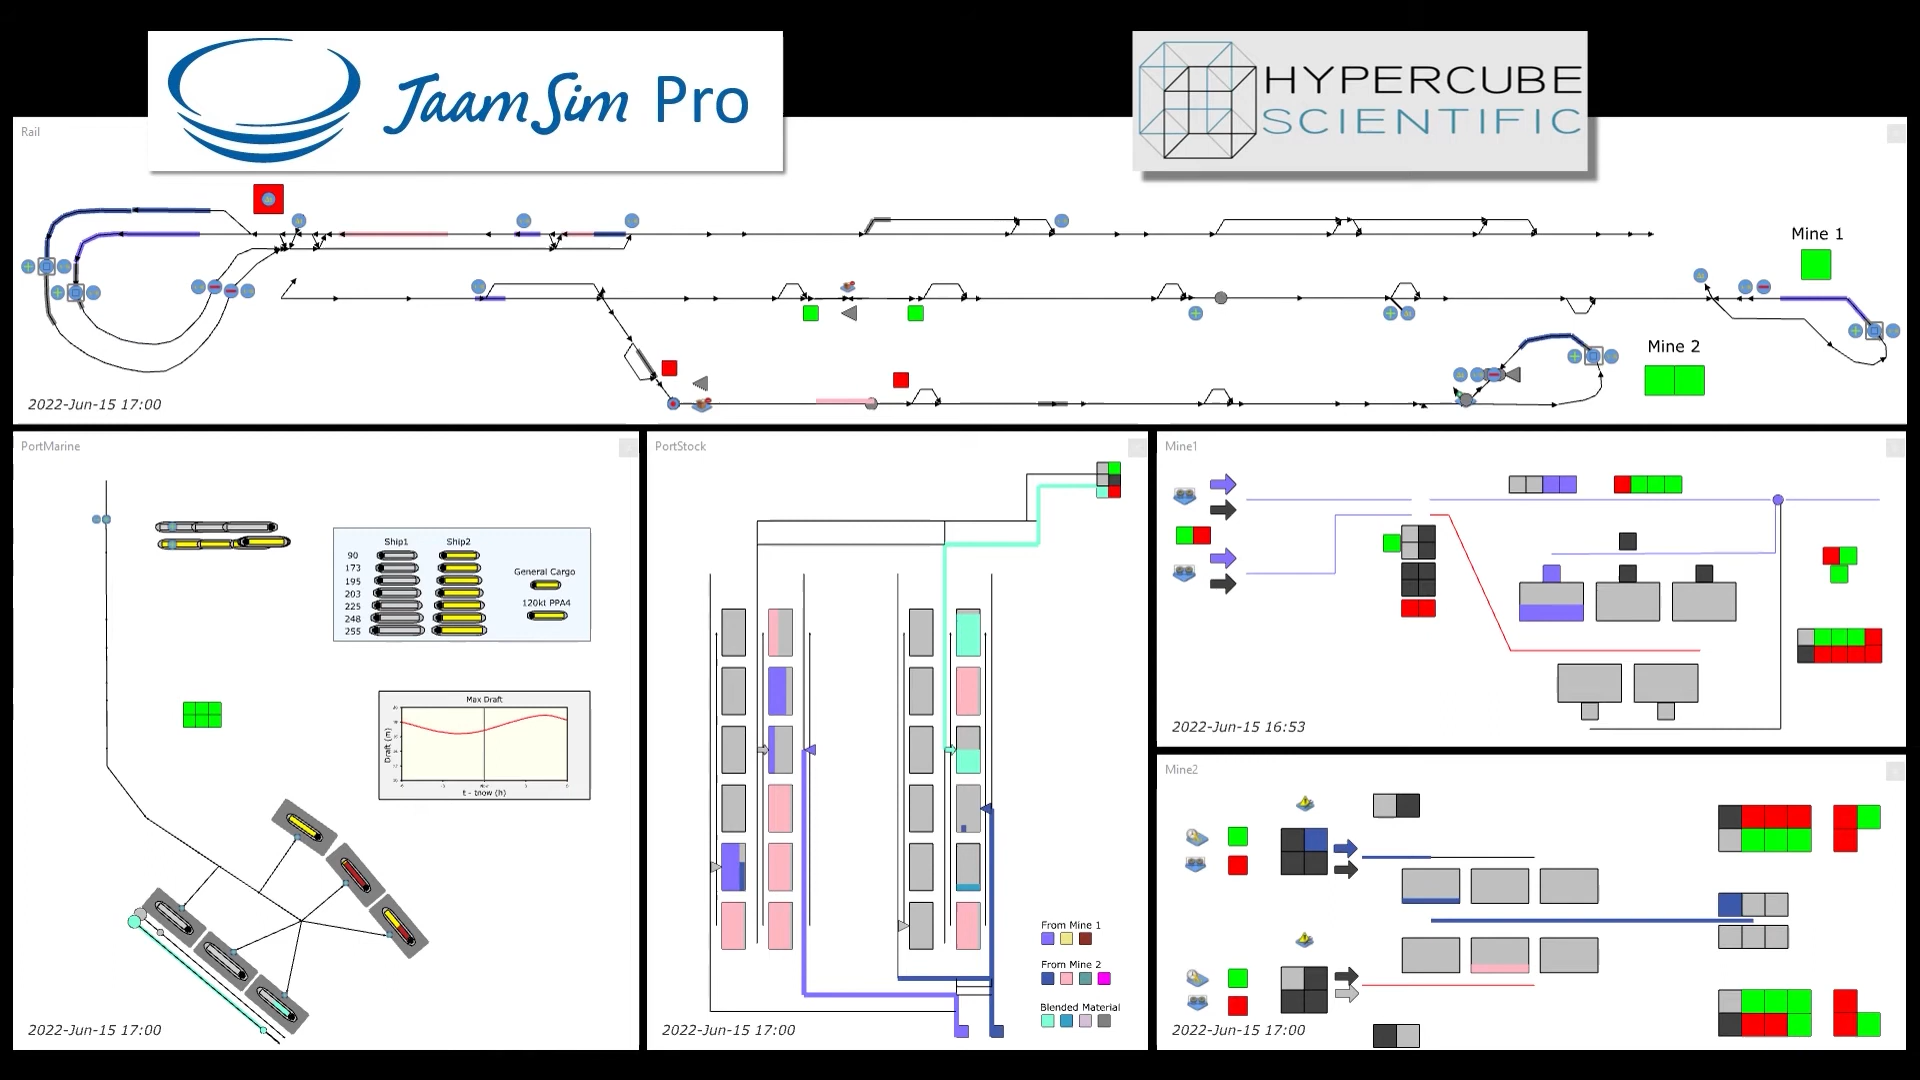 JaamSim Pro
HYPERCUBE
SCIENTIFIC
Rail
Mine 1
Mine 2
2022-Jun-15 17:00
PortMarine
Ship1 Ship2
90
173
195
203
225
248
255
General Cargo
120kt PPA4
Max Draft
Draft (m)
t - tnow (h)
2022-Jun-15 17:00
PortStock
From Mine 1
From Mine 2
Blended Material
2022-Jun-15 17:00
Mine1
2022-Jun-15 16:53
Mine2
2022-Jun-15 17:00